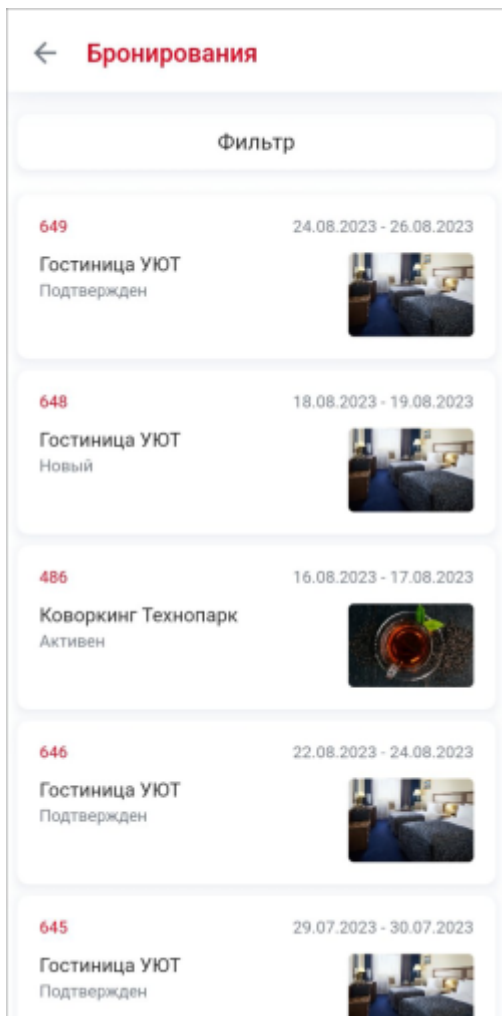 Бронирования
Фильтр
649 24.08.2023 - 26.08.2023
Гостиница УЮТ
Подтвержден
648 18.08.2023 - 19.08.2023
Гостиница УЮТ
Новый
486 16.08.2023 - 17.08.2023
Коворкинг Технопарк
Активен
646 22.08.2023 - 24.08.2023
Гостиница УЮТ
Подтвержден
645 29.07.2023 - 30.07.2023
Гостиница УЮТ
Подтвержден